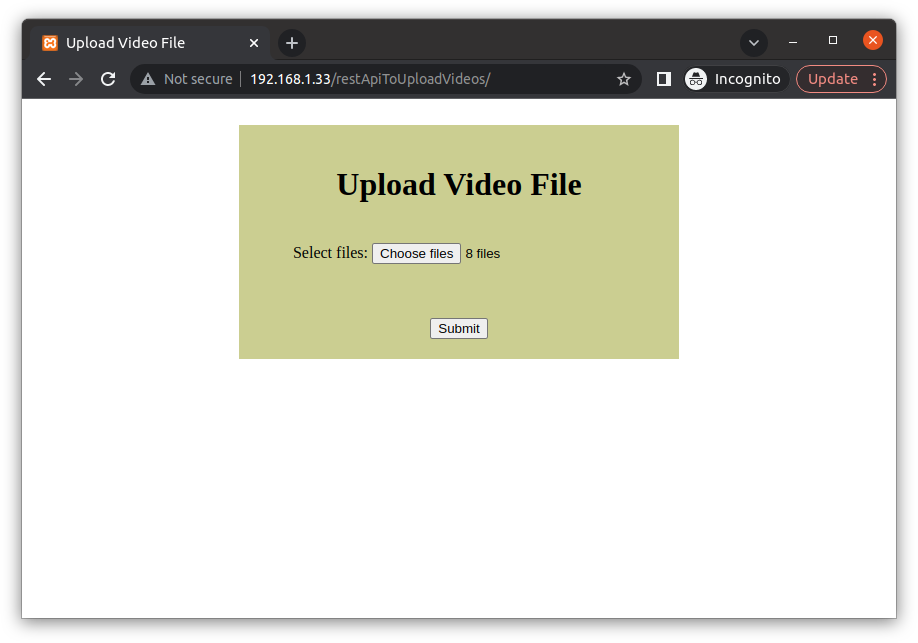 Upload Video File
Not secure 192.168.1.33/restApiToUploadVideos/ Incognito Update
Upload Video File
Select files: Choose files 8 files
Submit